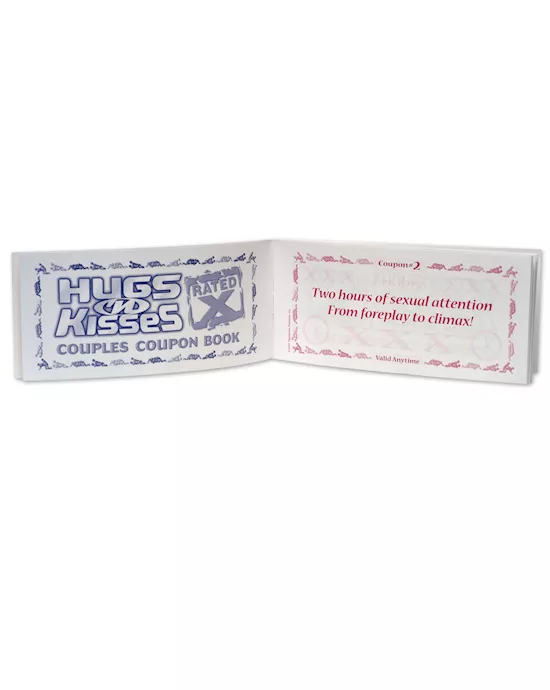 HUGS
N
KisseS
RATED
X
COUPLES COUPON BOOK
Coupon# 2
Two hours of sexual attention
From foreplay to climax!
Valid Anytime